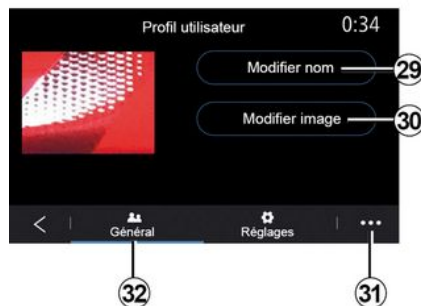 Profil utilisateur 0:34
Modifier nom 29
Modifier image 30
Général Réglages
32 31